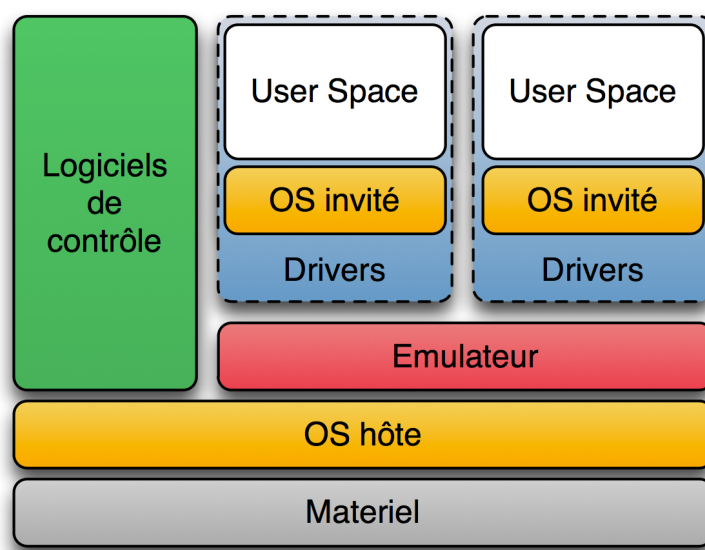 User Space
User Space
Logiciels
de
contrôle
OS invité
OS invité
Drivers
Drivers
Emulateur
OS hôte
Materiel